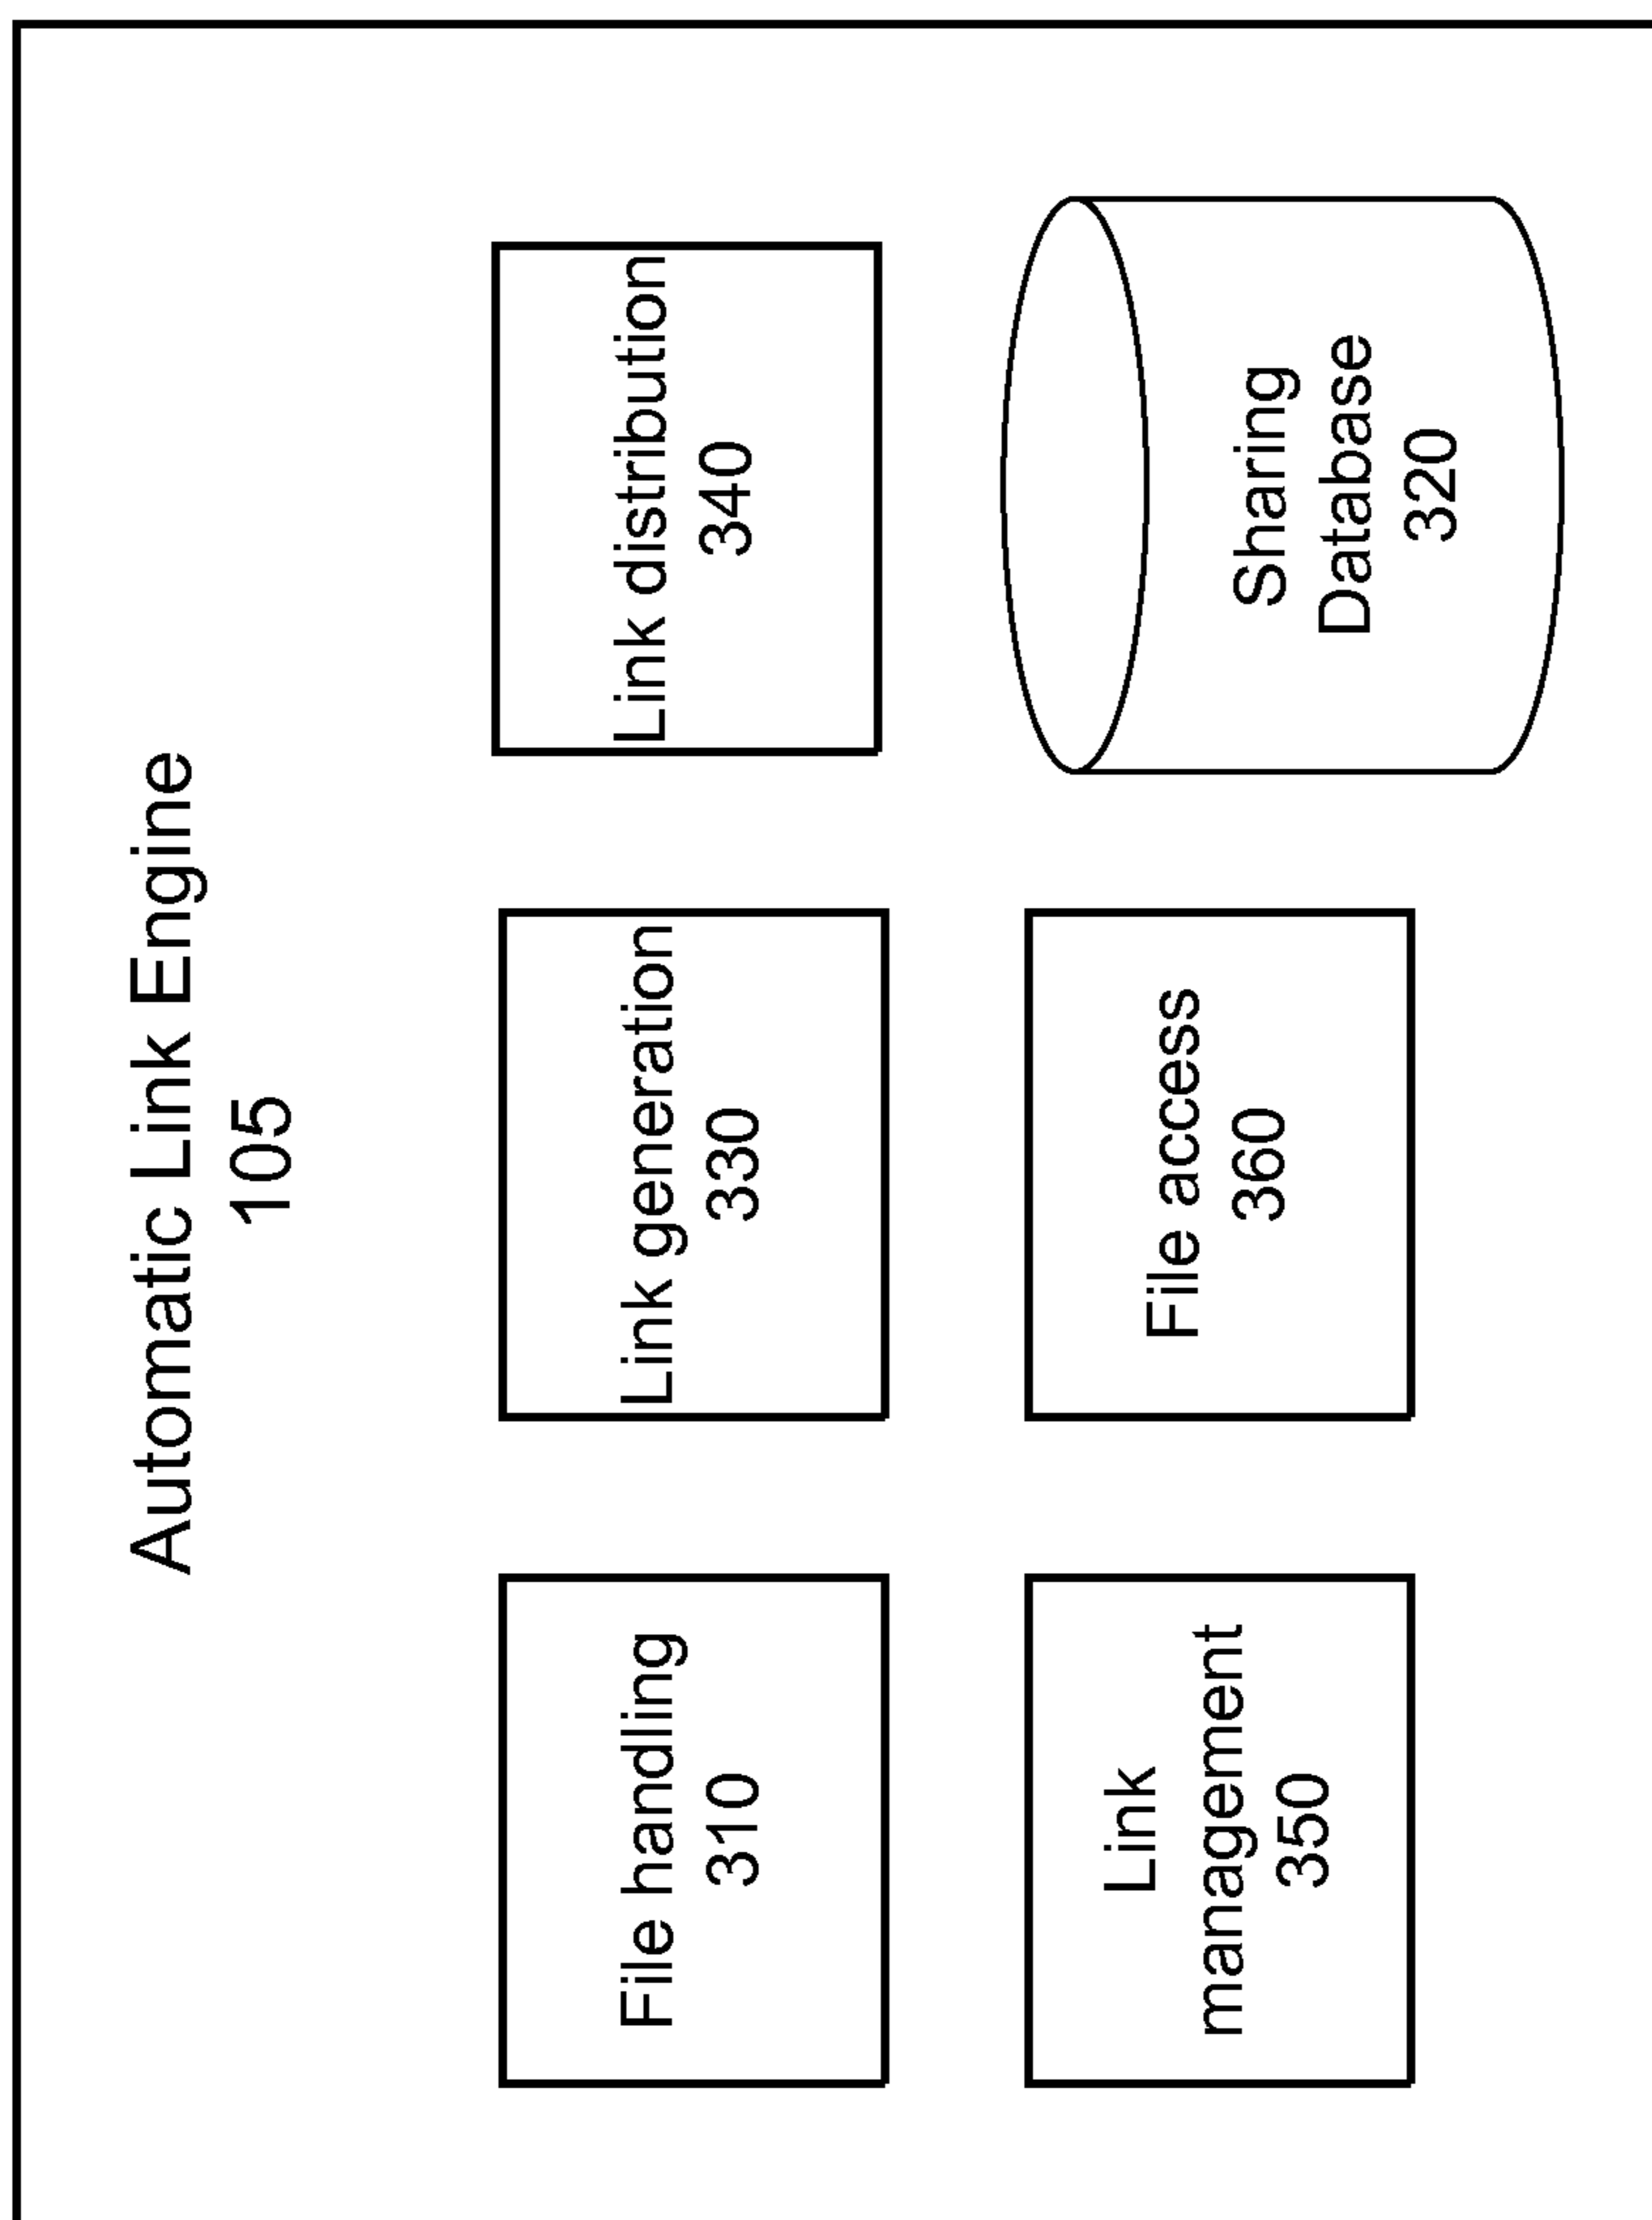 Automatic Link Engine
105
File handling
310
Link generation
330
Link distribution
340
Link
management
350
File access
360
Sharing
Database
320